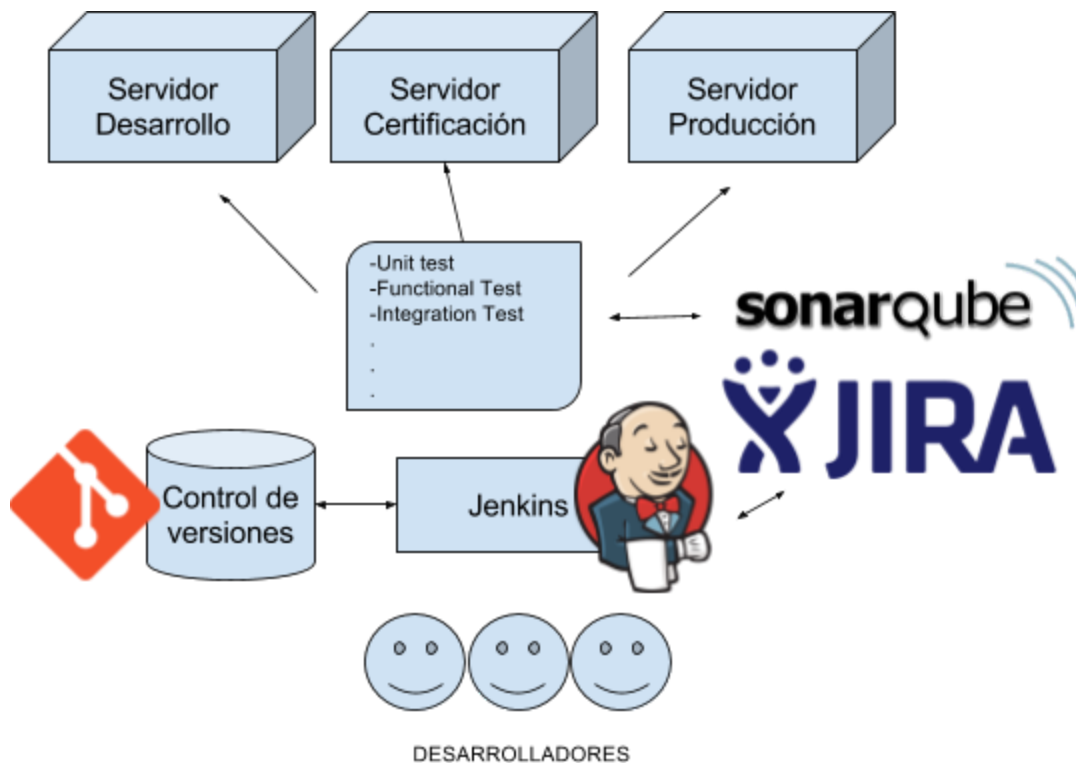 Servidor
Desarrollo
Servidor
Certificación
Servidor
Producción
-Unit test
-Functional Test
-Integration Test
.
.
.
sonarqube
JIRA
Control de
versiones
Jenkins
DESARROLLADORES